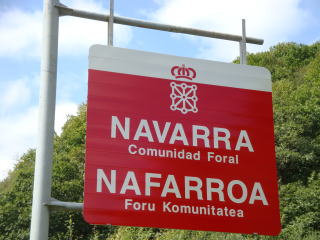 NAVARRA
Comunidad Foral
NAFARROA
Foru Komunitatea